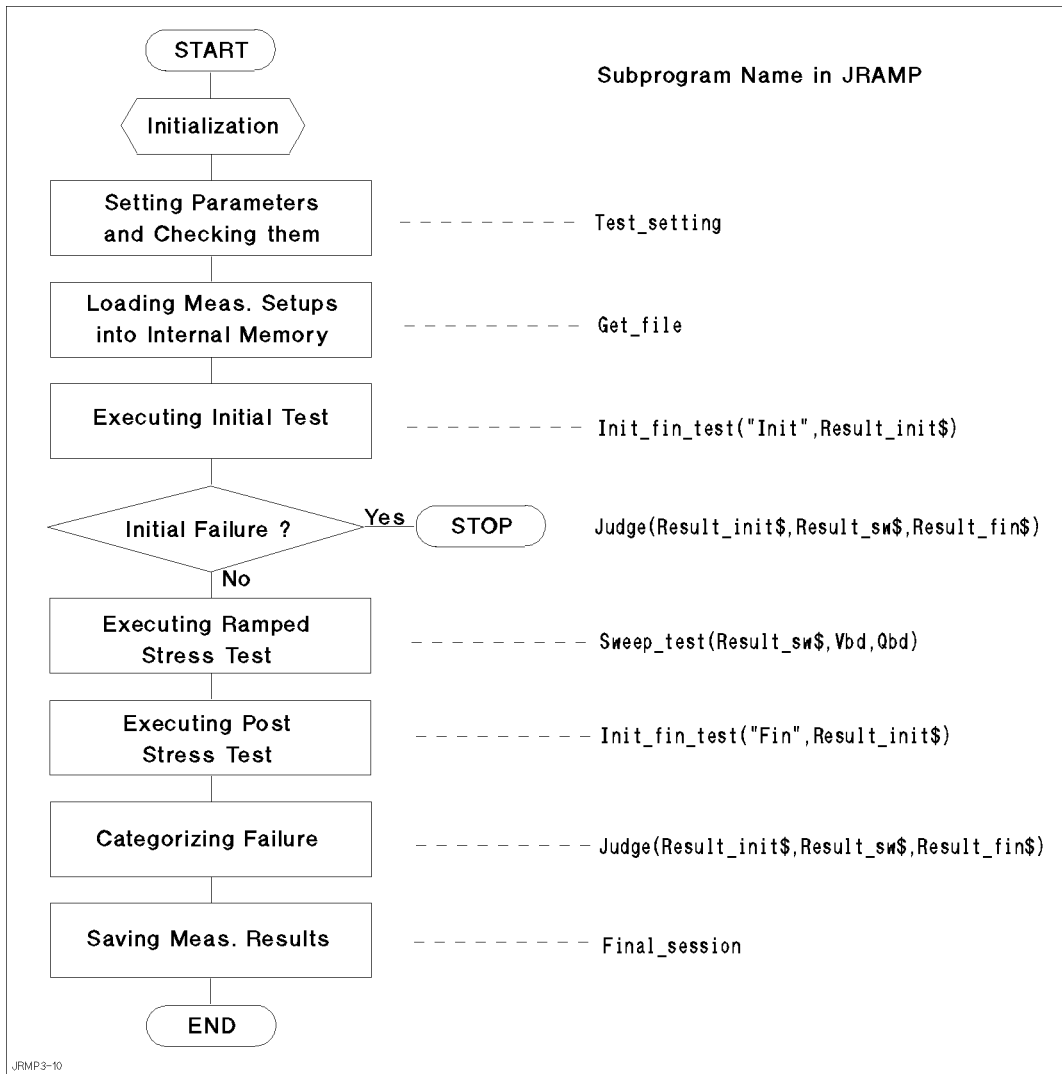 START
Subprogram Name in JRAMP
Initialization
Setting Parameters
and Checking them
Test_setting
Loading Meas. Setups
into Internal Memory
Get_file
Executing Initial Test
Init_fin_test("Init",Result_init$)
Initial Failure ?
Yes
STOP
Judge(Result_init$,Result_sw$,Result_fin$)
No
Executing Ramped
Stress Test
Sweep_test(Result_sw$,Vbd,Qbd)
Executing Post
Stress Test
Init_fin_test("Fin",Result_init$)
Categorizing Failure
Judge(Result_init$,Result_sw$,Result_fin$)
Saving Meas. Results
Final_session
END
JRMP3-10